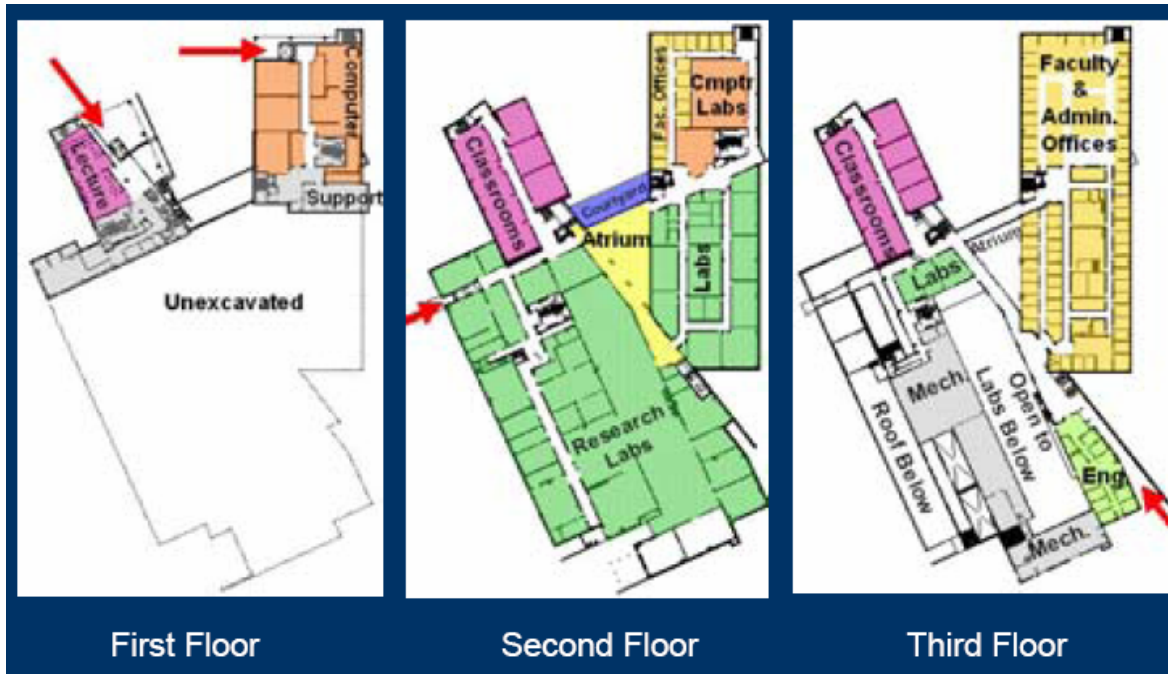 Lecture
Computer
Support
Unexcavated
First Floor
Fac. Offices
Cmptr
Labs
Classrooms
Courtyard
Atrium
Labs
Research
Labs
Second Floor
Faculty
&
Admin.
Offices
Classrooms
Atrium
Labs
Mech.
Open to
Labs Below
Roof Below
Eng.
Mech.
Third Floor